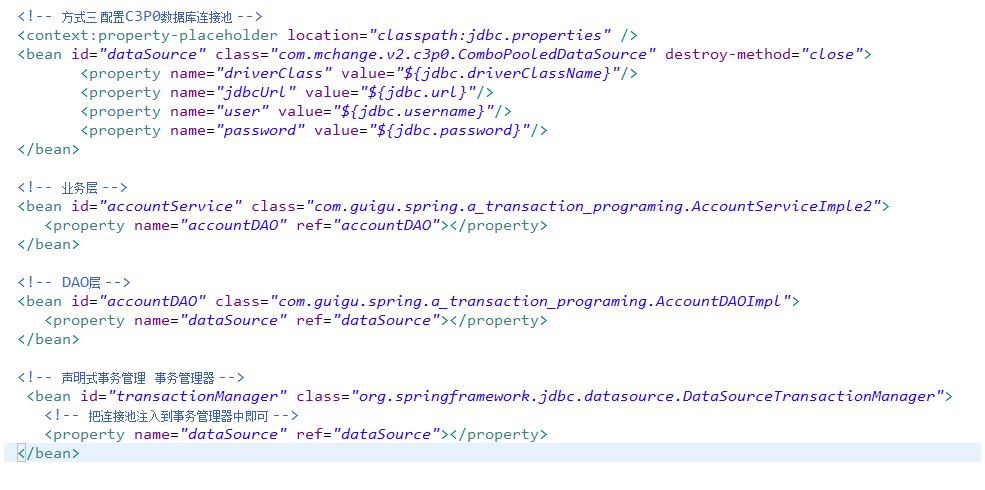 <!-- 方式三 配置C3P0数据库连接池 -->
<context:property-placeholder location="classpath:jdbc.properties" />
<bean id="dataSource" class="com.mchange.v2.c3p0.ComboPooledDataSource" destroy-method="close">
<property name="driverClass" value="${jdbc.driverClassName}"/>
<property name="jdbcUrl" value="${jdbc.url}"/>
<property name="user" value="${jdbc.username}"/>
<property name="password" value="${jdbc.password}"/>
</bean>
<!-- 业务层 -->
<bean id="accountService" class="com.guigu.spring.a_transaction_programing.AccountServiceImple2">
<property name="accountDAO" ref="accountDAO"></property>
</bean>
<!-- DAO层 -->
<bean id="accountDAO" class="com.guigu.spring.a_transaction_programing.AccountDAOImpl">
<property name="dataSource" ref="dataSource"></property>
</bean>
<!-- 声明式事务管理 事务管理器 -->
<bean id="transactionManager" class="org.springframework.jdbc.datasource.DataSourceTransactionManager">
<!-- 把连接池注入到事务管理器中即可 -->
<property name="dataSource" ref="dataSource"></property>
</bean>